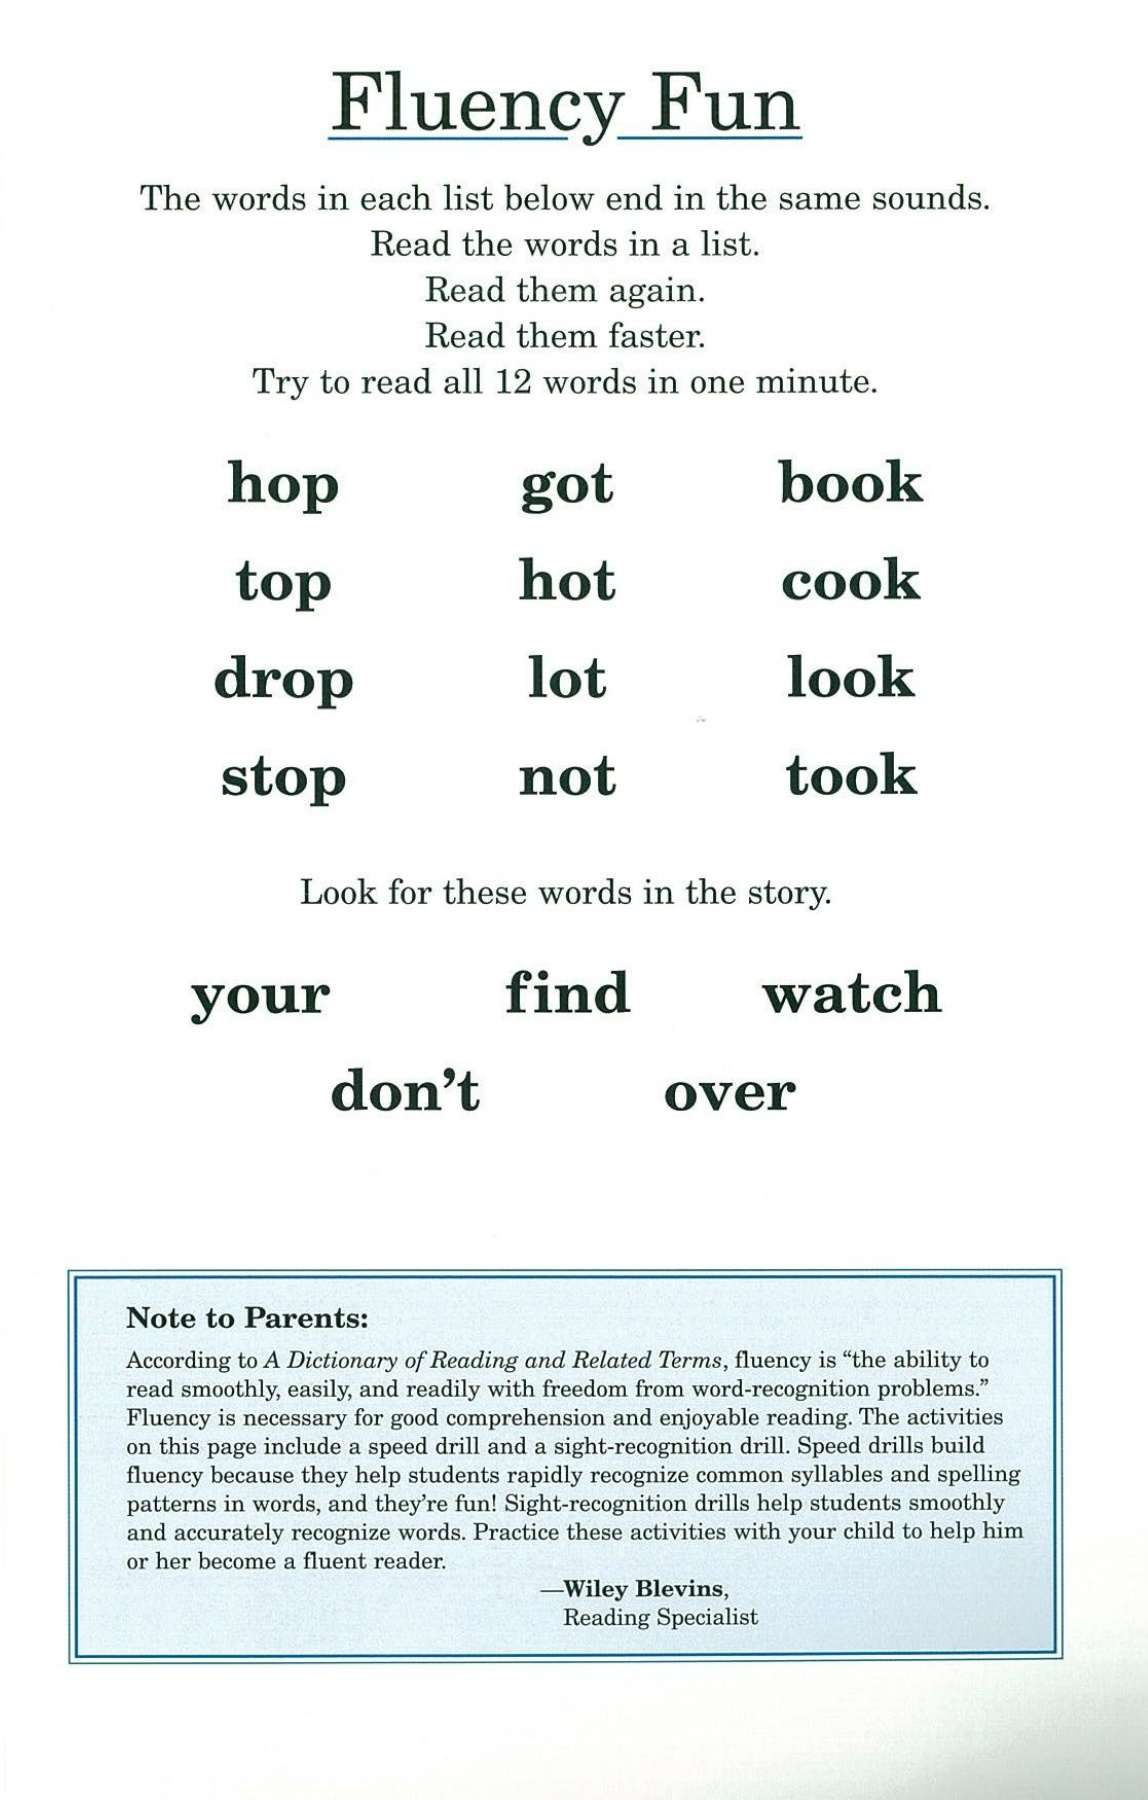 Fluency Fun
The words in each list below end in the same sounds.
Read the words in a list.
Read them again.
Read them faster.
Try to read all 12 words in one minute.
hop got book
top hot cook
drop lot look
stop not took
Look for these words in the story.
your find watch
don't over
Note to Parents:
According to A Dictionary of Reading and Related Terms, fluency is “the ability to
read smoothly, easily, and readily with freedom from word-recognition problems.”
Fluency is necessary for good comprehension and enjoyable reading. The activities
on this page include a speed drill and a sight-recognition drill. Speed drills build
fluency because they help students rapidly recognize common syllables and spelling
patterns in words, and they’re fun! Sight-recognition drills help students smoothly
and accurately recognize words. Practice these activities with your child to help him
or her become a fluent reader.
—Wiley Blevins,
Reading Specialist